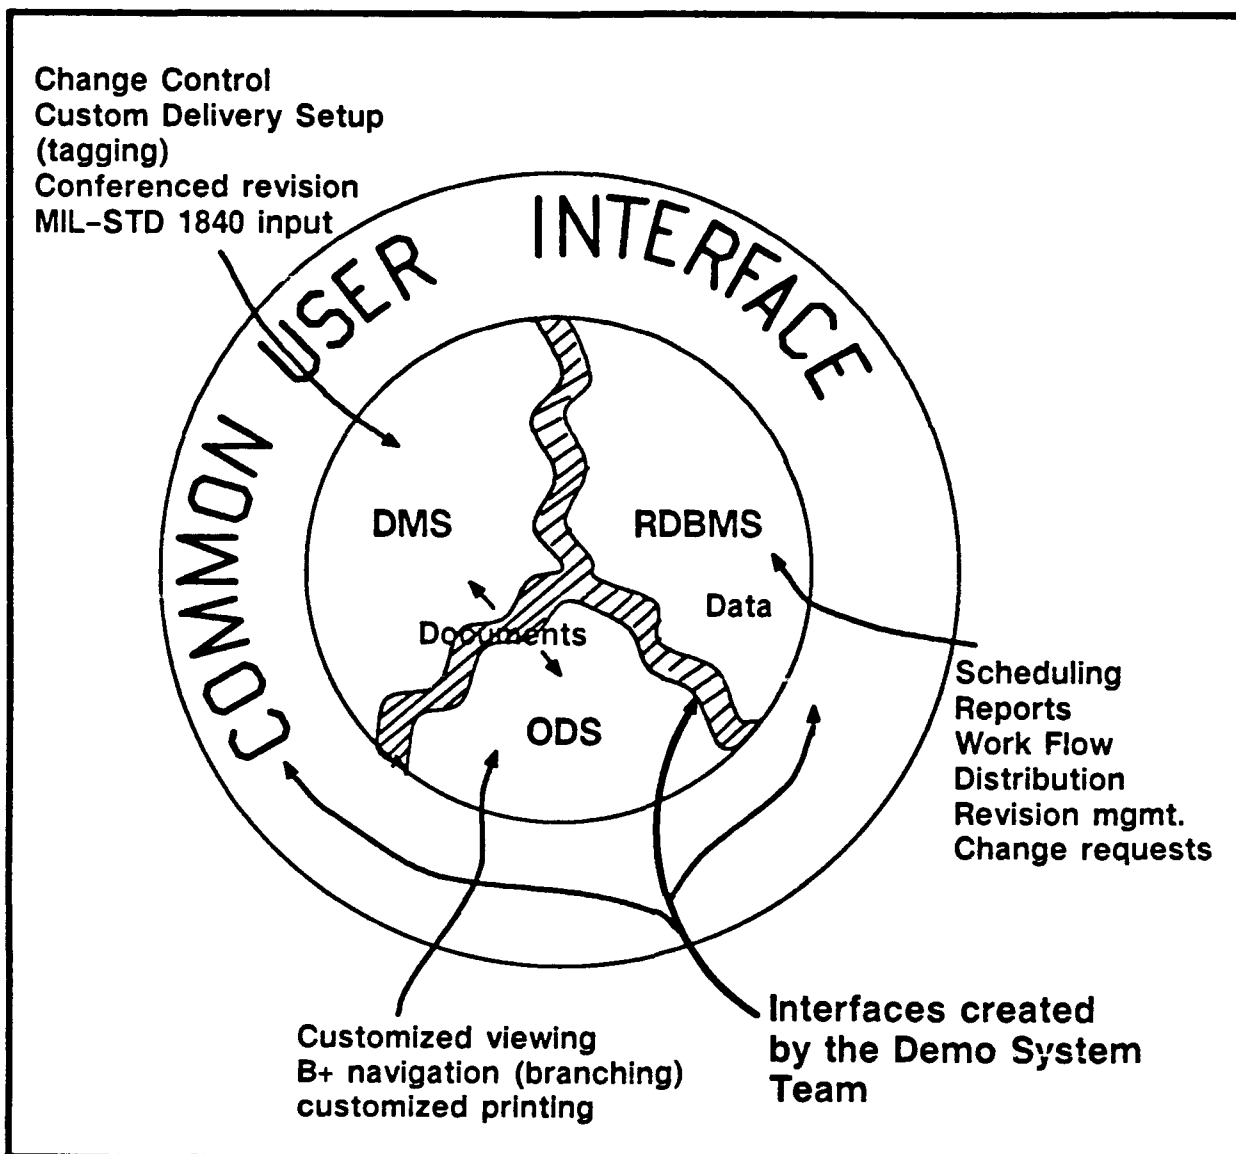 Change Control
Custom Delivery Setup
(tagging)
Conferenced revision
MIL-STD 1840 input
COMMON USER INTERFACE
DMS
RDBMS
Data
Documents
ODS
Scheduling
Reports
Work Flow
Distribution
Revision mgmt.
Change requests
Customized viewing
B+ navigation (branching)
customized printing
Interfaces created
by the Demo System
Team